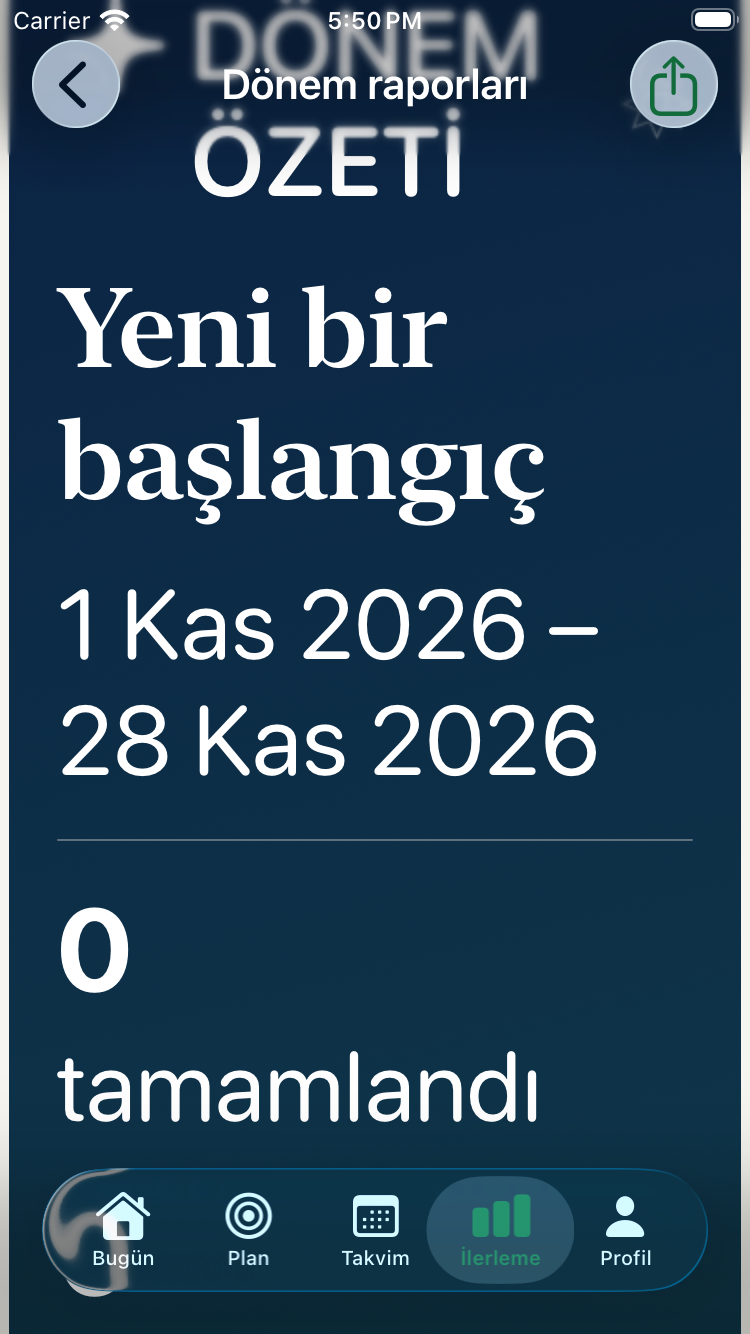 Carrier 5:50 PM
DÖNEM
Dönem raporları
ÖZETİ
Yeni bir
başlangıç
1 Kas 2026 –
28 Kas 2026
0
tamamlandı
Bugün Plan Takvim İlerleme Profil